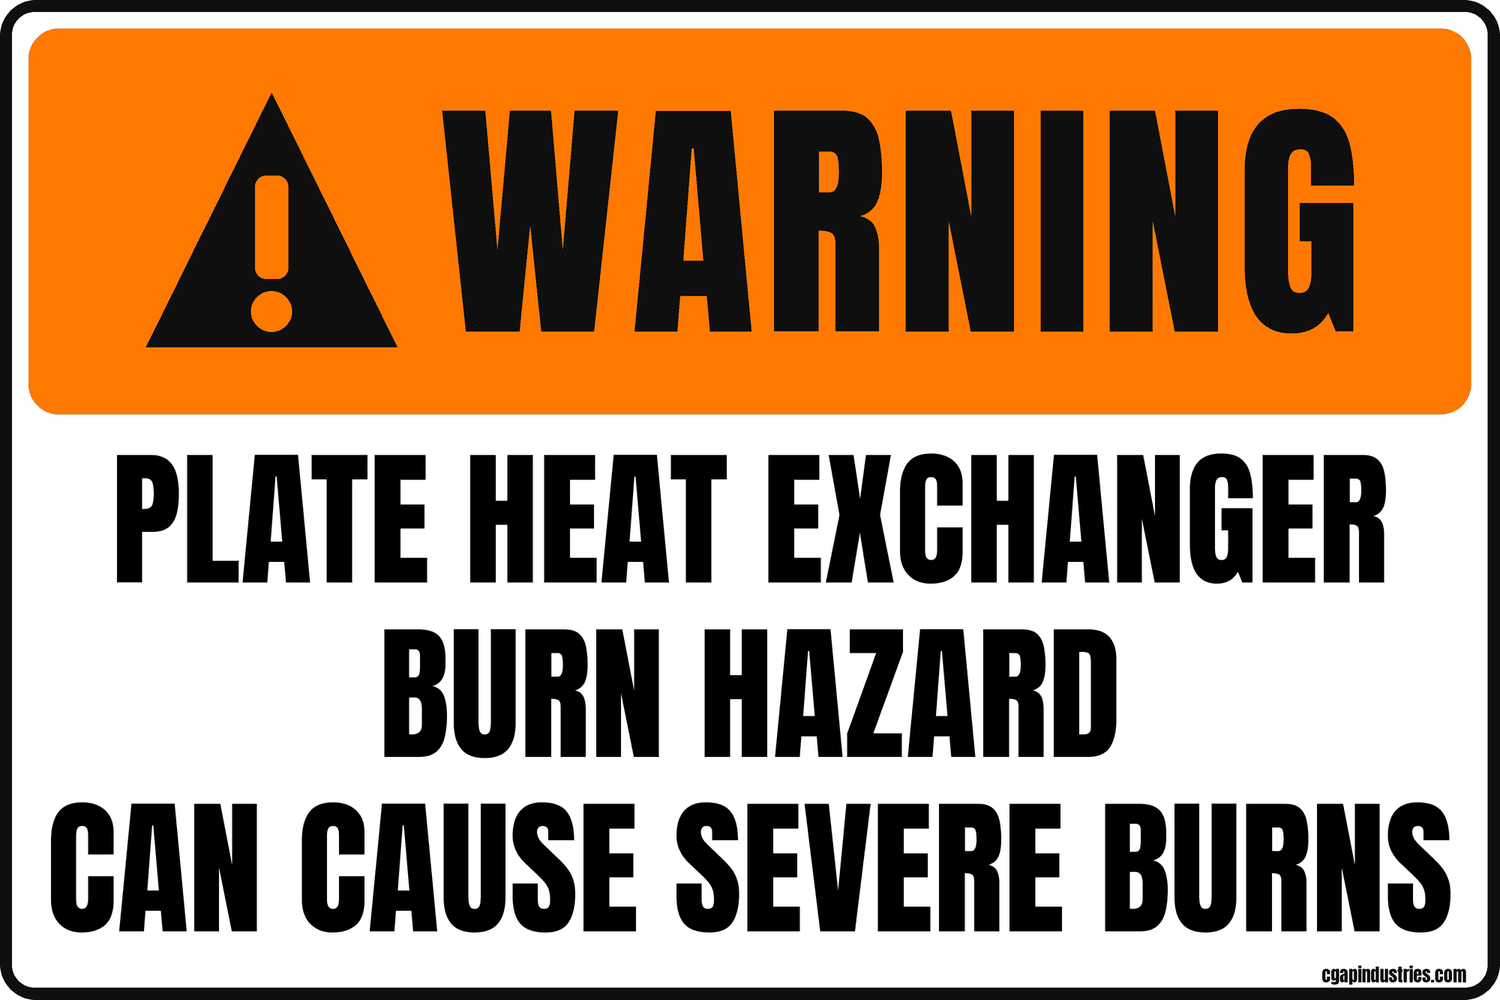 WARNING
PLATE HEAT EXCHANGER
BURN HAZARD
CAN CAUSE SEVERE BURNS
cgapindustries.com